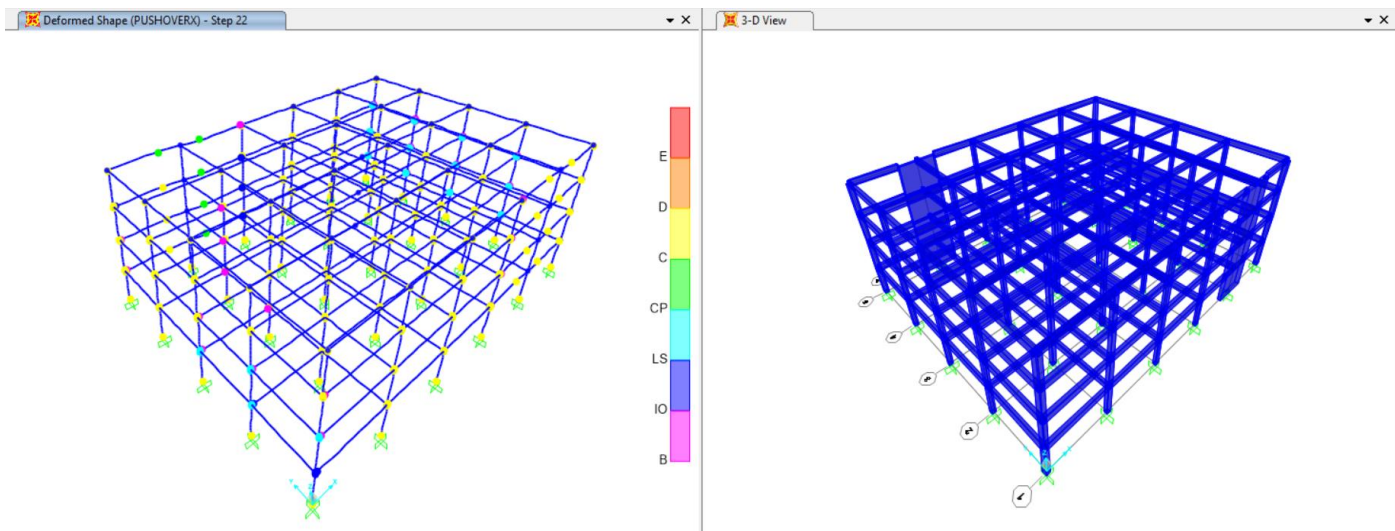 Deformed Shape (PUSHOVERX) - Step 22
3-D View
E
D
C
CP
LS
IO
B